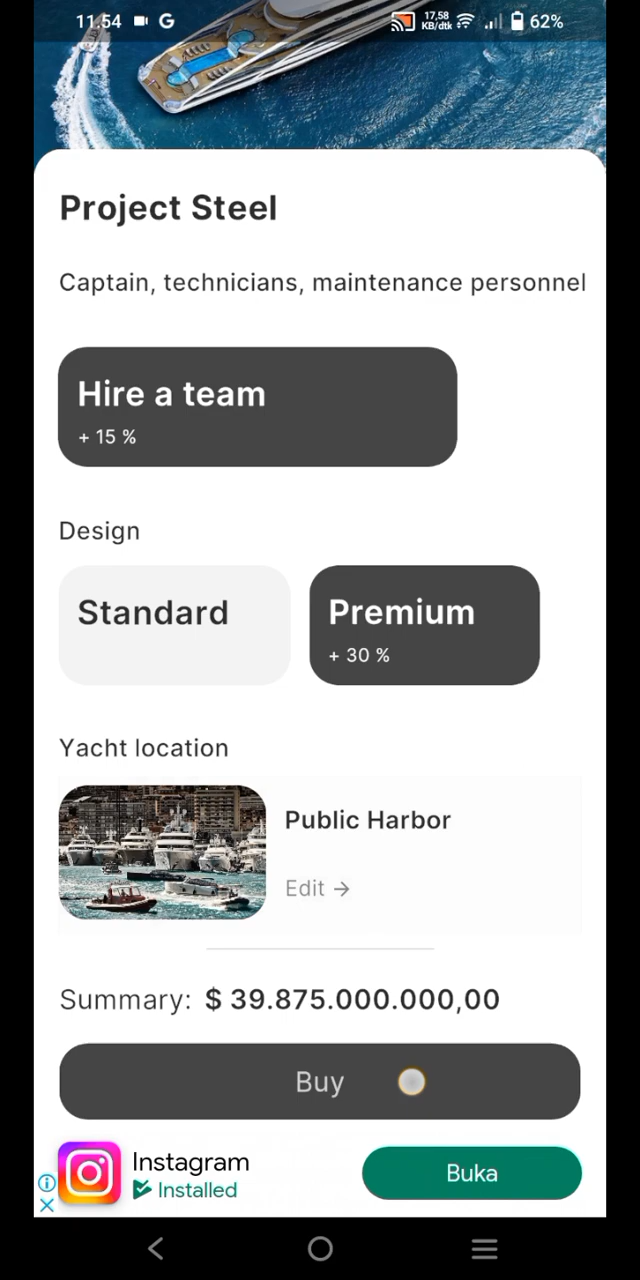 11.54 G 17,58 KB/dtk 62%
Project Steel
Captain, technicians, maintenance personnel
Hire a team
+ 15 %
Design
Standard
Premium
+ 30 %
Yacht location
Public Harbor
Edit →
Summary: $ 39.875.000.000,00
Buy
Instagram
Installed
Buka